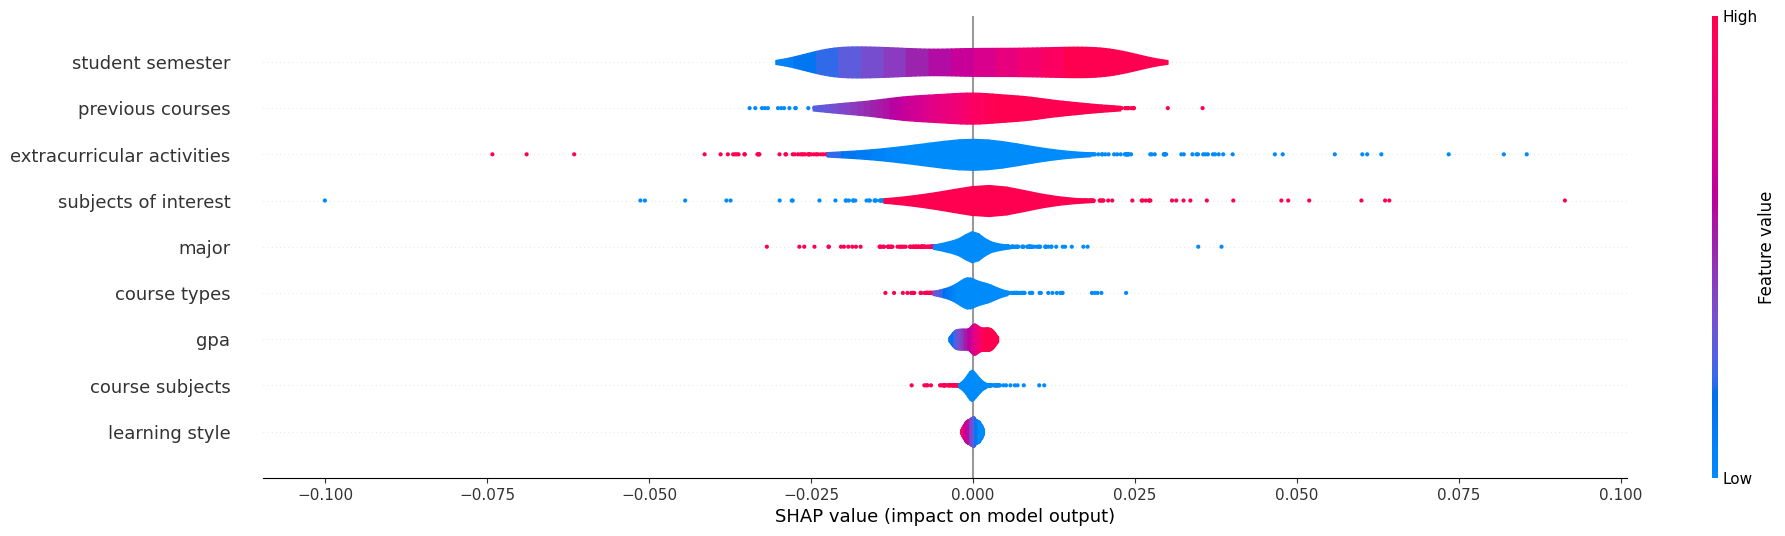 High
student semester
previous courses
extracurricular activities
subjects of interest
major
course types
gpa
course subjects
learning style
Feature value
Low
−0.100 −0.075 −0.050 −0.025 0.000 0.025 0.050 0.075 0.100
SHAP value (impact on model output)